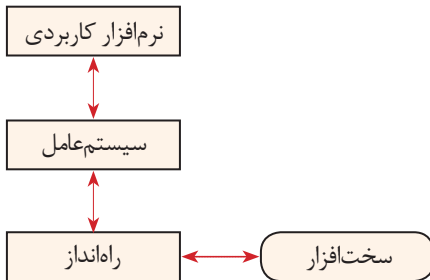 نرم‌افزار کاربردی
سیستم‌عامل
راه‌انداز
سخت‌افزار